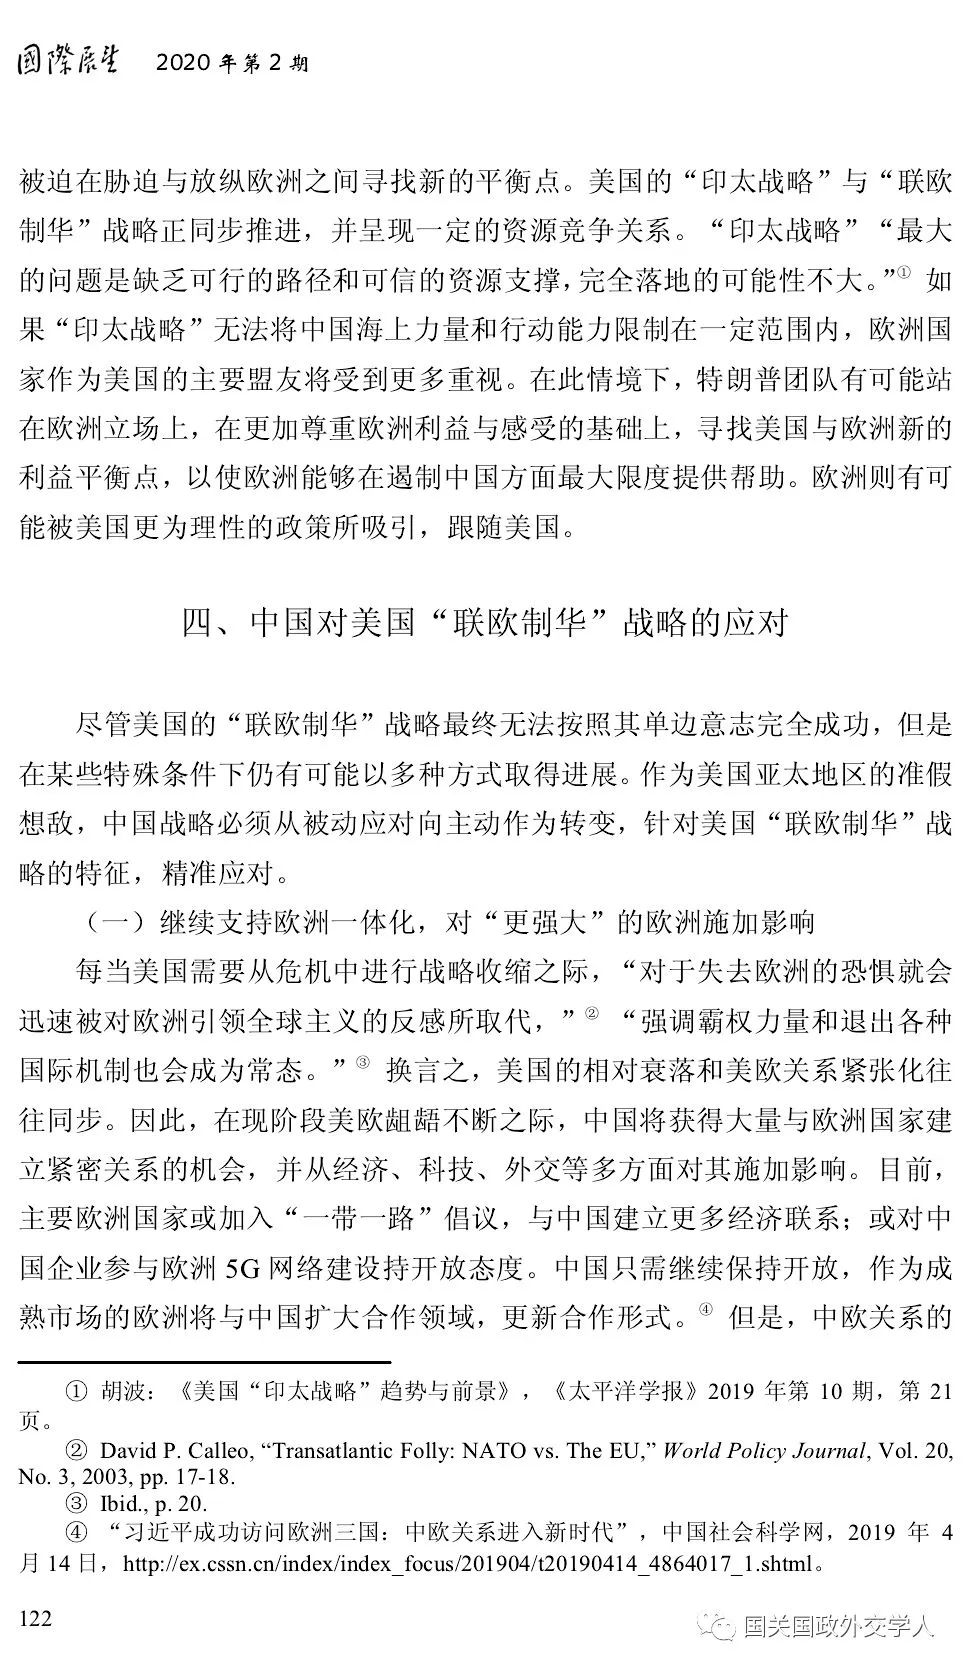 國際展望 2020 年第 2 期
被迫在胁迫与放纵欧洲之间寻找新的平衡点。美国的“印太战略”与“联欧
制华”战略正同步推进，并呈现一定的资源竞争关系。“印太战略”“最大
的问题是缺乏可行的路径和可信的资源支撑，完全落地的可能性不大。”① 如
果“印太战略”无法将中国海上力量和行动能力限制在一定范围内，欧洲国
家作为美国的主要盟友将受到更多重视。在此情境下，特朗普团队有可能站
在欧洲立场上，在更加尊重欧洲利益与感受的基础上，寻找美国与欧洲新的
利益平衡点，以使欧洲能够在遏制中国方面最大限度提供帮助。欧洲则有可
能被美国更为理性的政策所吸引，跟随美国。
四、中国对美国“联欧制华”战略的应对
尽管美国的“联欧制华”战略最终无法按照其单边意志完全成功，但是
在某些特殊条件下仍有可能以多种方式取得进展。作为美国亚太地区的准假
想敌，中国战略必须从被动应对向主动作为转变，针对美国“联欧制华”战
略的特征，精准应对。
（一）继续支持欧洲一体化，对“更强大”的欧洲施加影响
每当美国需要从危机中进行战略收缩之际，“对于失去欧洲的恐惧就会
迅速被对欧洲引领全球主义的反感所取代，”② “强调霸权力量和退出各种
国际机制也会成为常态。”③ 换言之，美国的相对衰落和美欧关系紧张化往
往同步。因此，在现阶段美欧龃龉不断之际，中国将获得大量与欧洲国家建
立紧密关系的机会，并从经济、科技、外交等多方面对其施加影响。目前，
主要欧洲国家或加入“一带一路”倡议，与中国建立更多经济联系；或对中
国企业参与欧洲 5G 网络建设持开放态度。中国只需继续保持开放，作为成
熟市场的欧洲将与中国扩大合作领域，更新合作形式。④ 但是，中欧关系的
① 胡波：《美国“印太战略”趋势与前景》，《太平洋学报》2019 年第 10 期，第 21
页。
② David P. Calleo, “Transatlantic Folly: NATO vs. The EU,” World Policy Journal, Vol. 20,
No. 3, 2003, pp. 17-18.
③ Ibid., p. 20.
④ “习近平成功访问欧洲三国：中欧关系进入新时代”，中国社会科学网，2019 年 4
月 14 日，http://ex.cssn.cn/index/index_focus/201904/t20190414_4864017_1.shtml。
122
国关国政外交学人